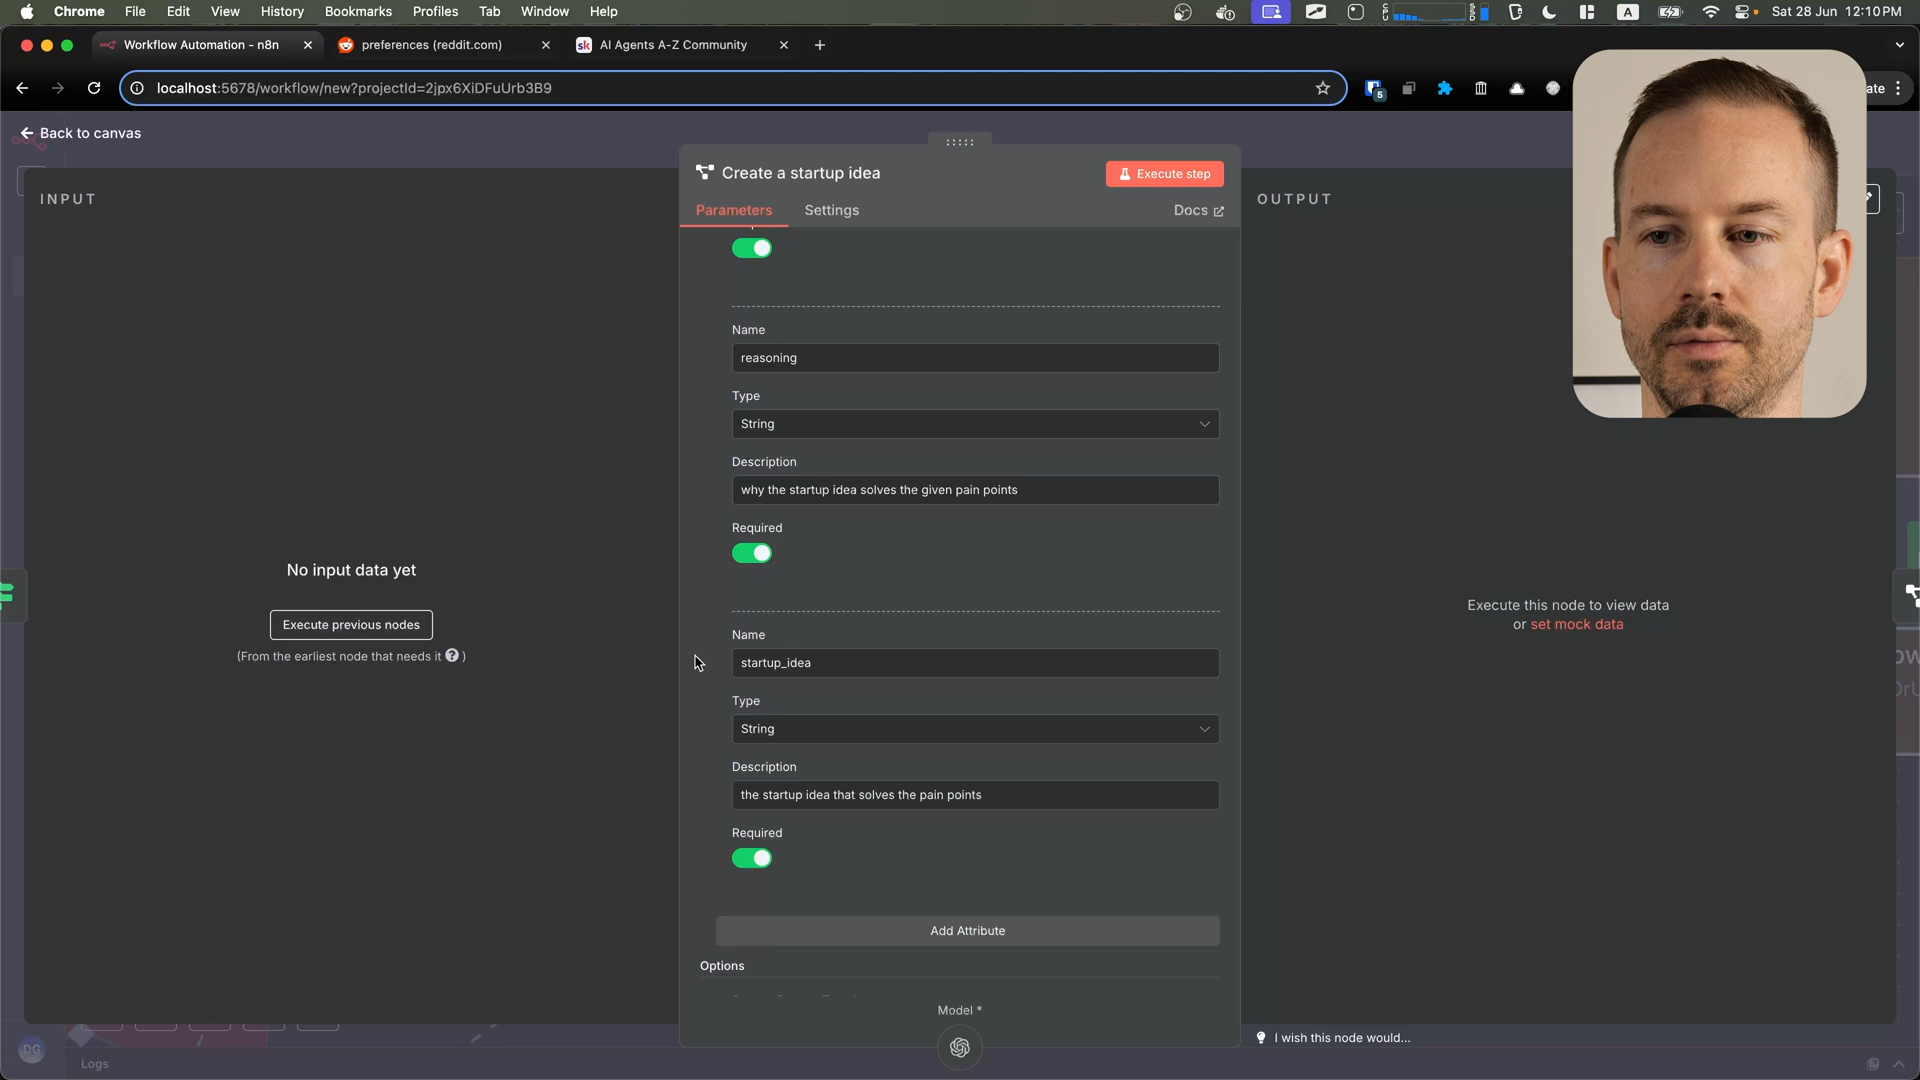 Chrome File Edit View History Bookmarks Profiles Tab Window Help
A
Sat 28 Jun 12:10 PM
Workflow Automation - n8n
preferences (reddit.com)
sk AI Agents A-Z Community
localhost:5678/workflow/new?projectId=2jpx6XiDFuUrb3B9
5
ate
Back to canvas
Create a startup idea
Execute step
INPUT
Parameters
Settings
Docs
OUTPUT
Name
reasoning
Type
String
Description
why the startup idea solves the given pain points
Required
No input data yet
Execute previous nodes
(From the earliest node that needs it ? )
Execute this node to view data
or set mock data
Name
startup_idea
Type
String
Description
the startup idea that solves the pain points
Required
Add Attribute
Options
Model *
I wish this node would...
DG
Logs